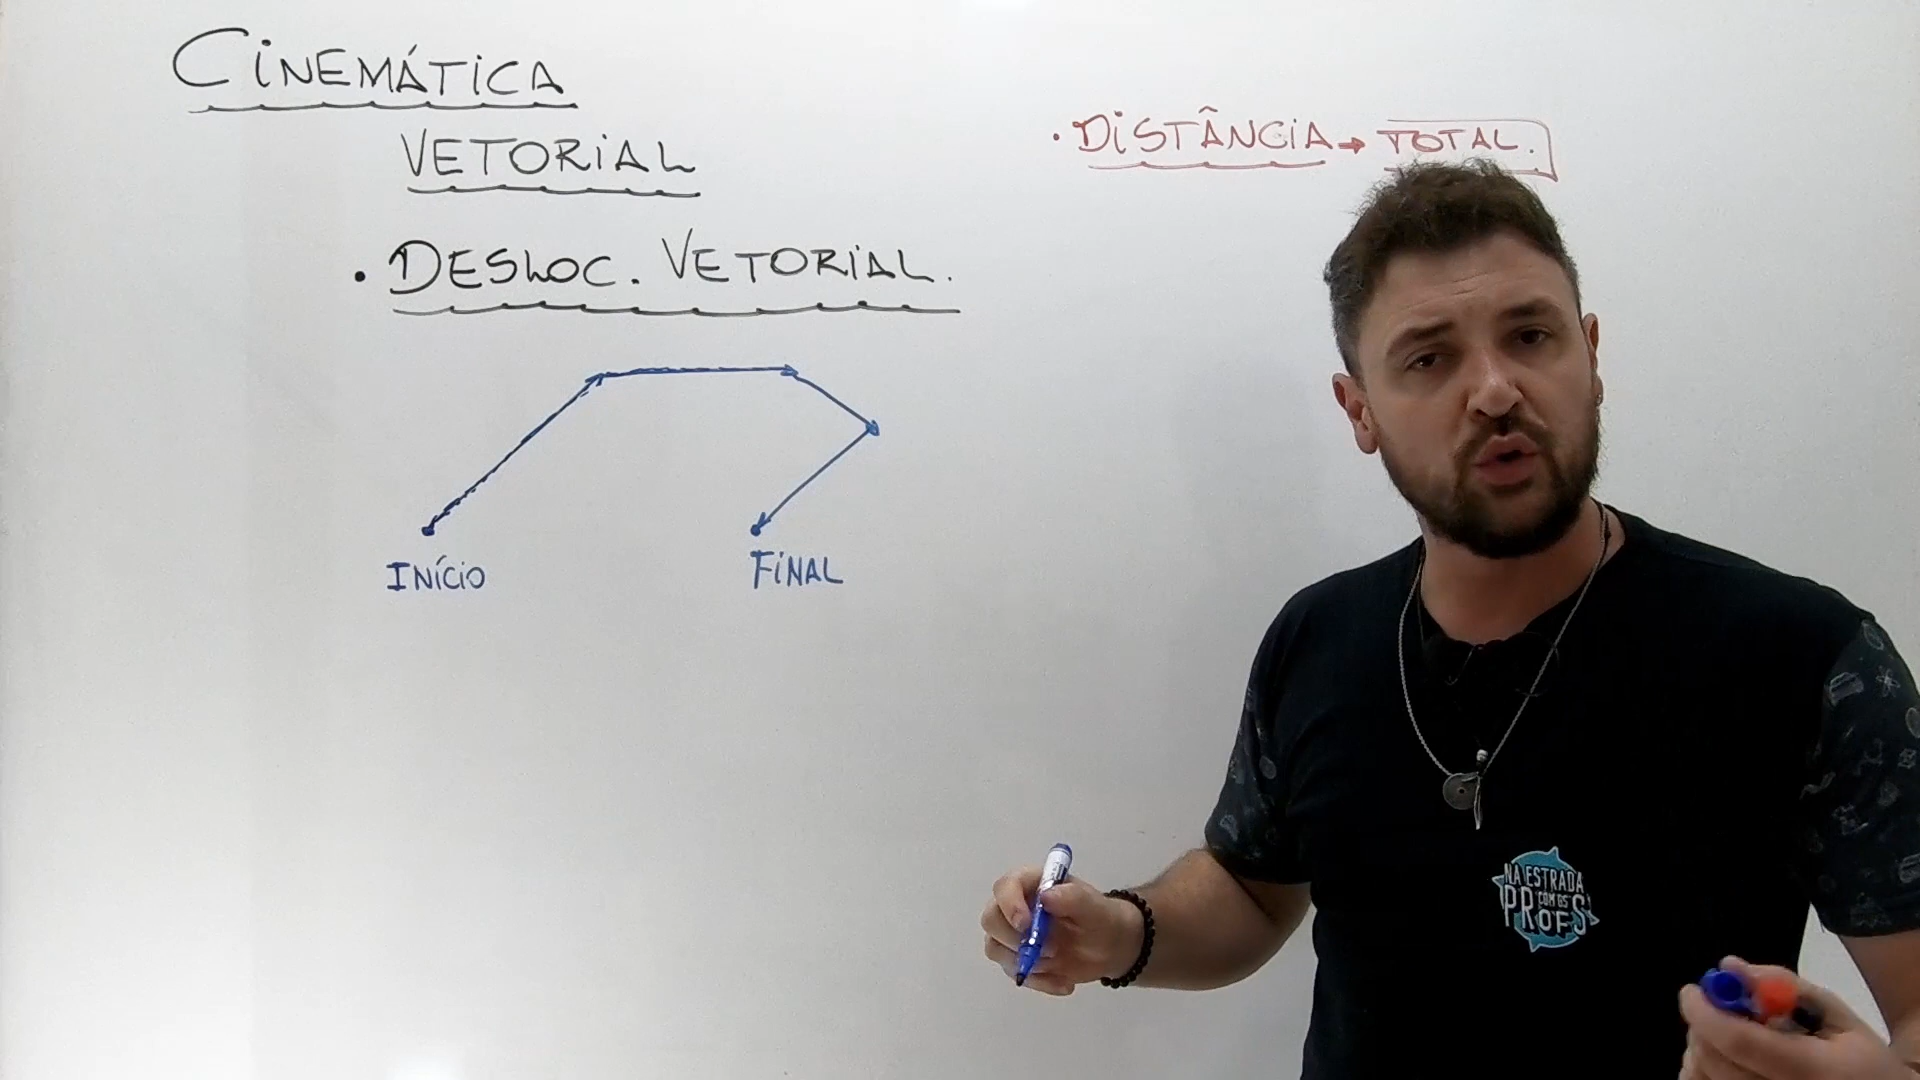 CINEMÁTICA
VETORIAL
• DISTÂNCIA → TOTAL.
• DESLOC. VETORIAL.
INÍCIO
FINAL
NA ESTRADA
COM OS
PROFS